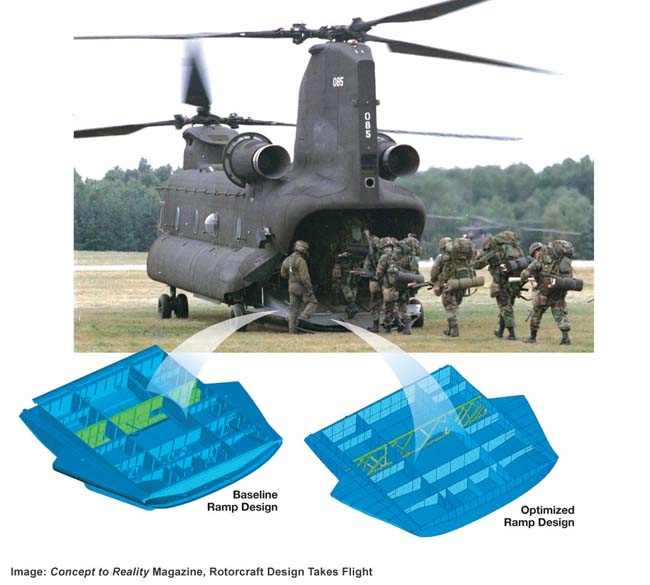 085
085
Baseline
Ramp Design
Optimized
Ramp Design
Image: Concept to Reality Magazine, Rotorcraft Design Takes Flight